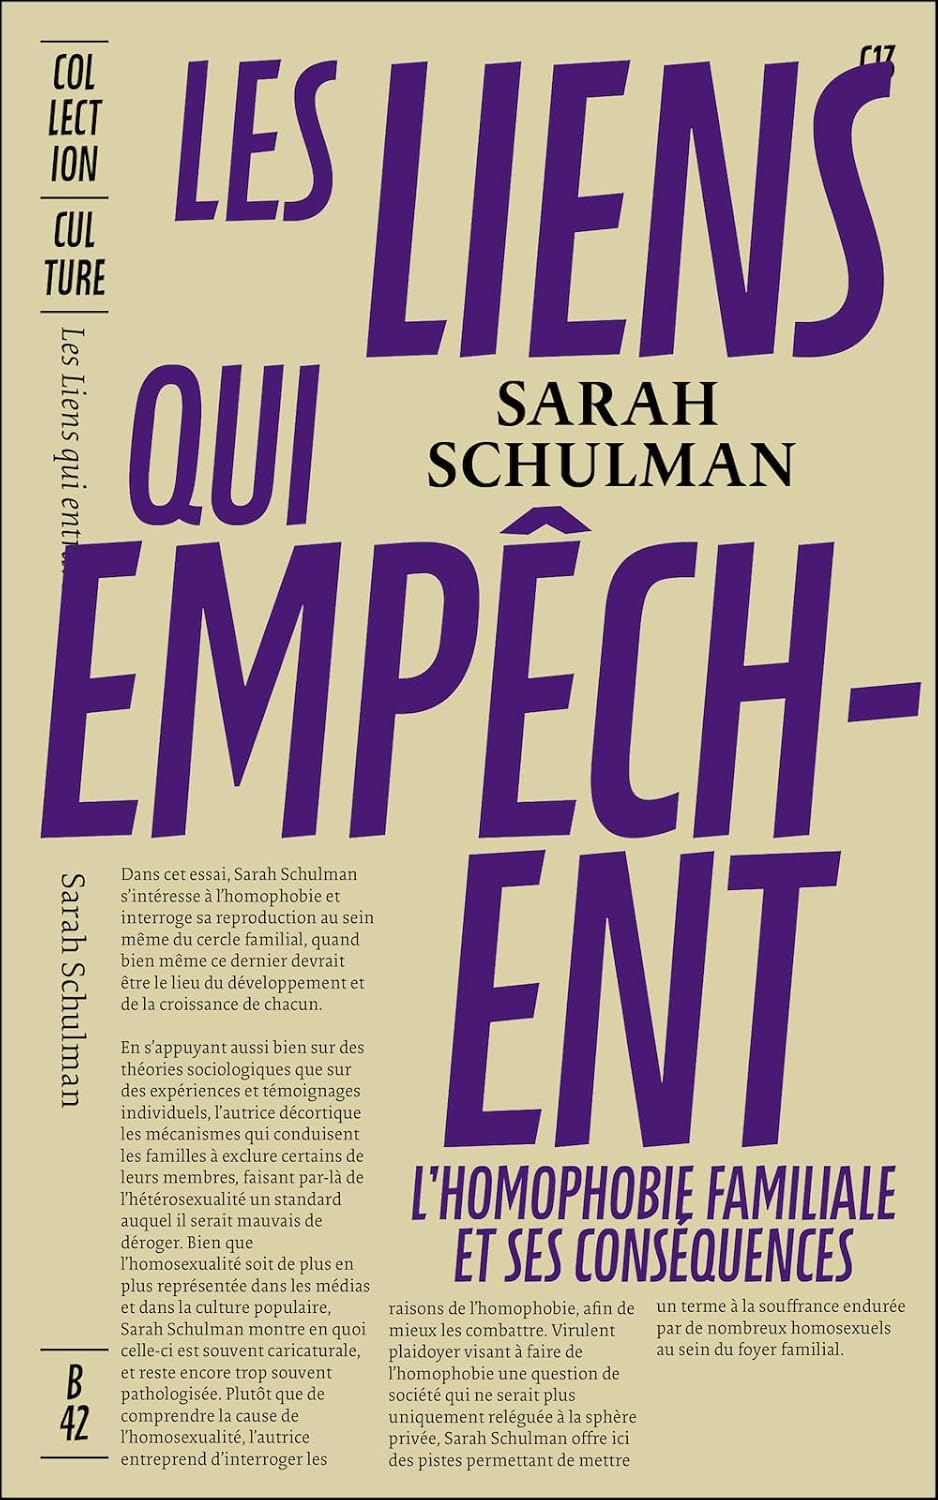 COL
LECT
ION
CUL
TURE
Les Liens qui
C13
LES LIENS
QUI
SARAH
SCHULMAN
EMPÊCH-
ENT
L'HOMOPHOBIE FAMILIALE
ET SES CONSÉQUENCES
Sarah Schulman
Dans cet essai, Sarah Schulman
s'intéresse à l'homophobie et
interroge sa reproduction au sein
même du cercle familial, quand
bien même ce dernier devrait
être le lieu du développement et
de la croissance de chacun.
En s'appuyant aussi bien sur des
théories sociologiques que sur
des expériences et témoignages
individuels, l'autrice décortique
les mécanismes qui conduisent
les familles à exclure certains de
leurs membres, faisant par-là de
l'hétérosexualité un standard
auquel il serait mauvais de
déroger. Bien que
l'homosexualité soit de plus en
plus représentée dans les médias
et dans la culture populaire,
Sarah Schulman montre en quoi
celle-ci est souvent caricaturale,
et reste encore trop souvent
pathologisée. Plutôt que de
comprendre la cause de
l'homosexualité, l'autrice
entreprend d'interroger les
raisons de l'homophobie, afin de
mieux les combattre. Virulent
plaidoyer visant à faire de
l'homophobie une question de
société qui ne serait plus
uniquement reléguée à la sphère
privée, Sarah Schulman offre ici
des pistes permettant de mettre
un terme à la souffrance endurée
par de nombreux homosexuels
au sein du foyer familial.
B
42